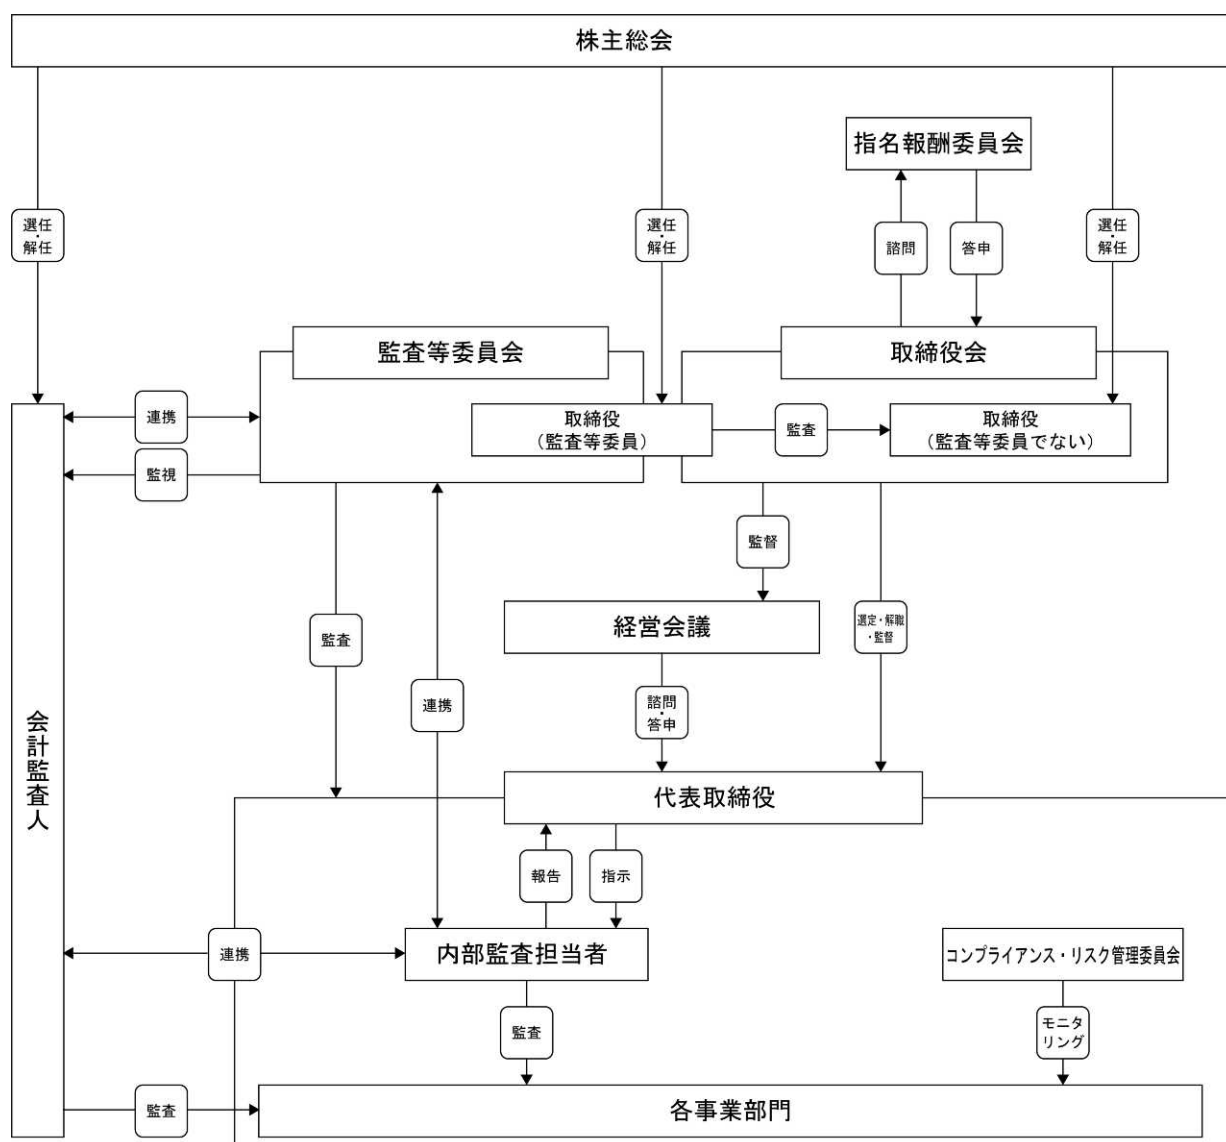 株主総会
指名報酬委員会
選任
・
解任
選任
・
解任
諮問
答申
選任
・
解任
監査等委員会
取締役会
連携
取締役
（監査等委員）
監査
取締役
（監査等委員でない）
監視
監督
経営会議
選定・解職
・監督
監査
連携
諮問
・
答申
会計監査人
代表取締役
報告
指示
連携
内部監査担当者
コンプライアンス・リスク管理委員会
監査
モニタ
リング
監査
各事業部門